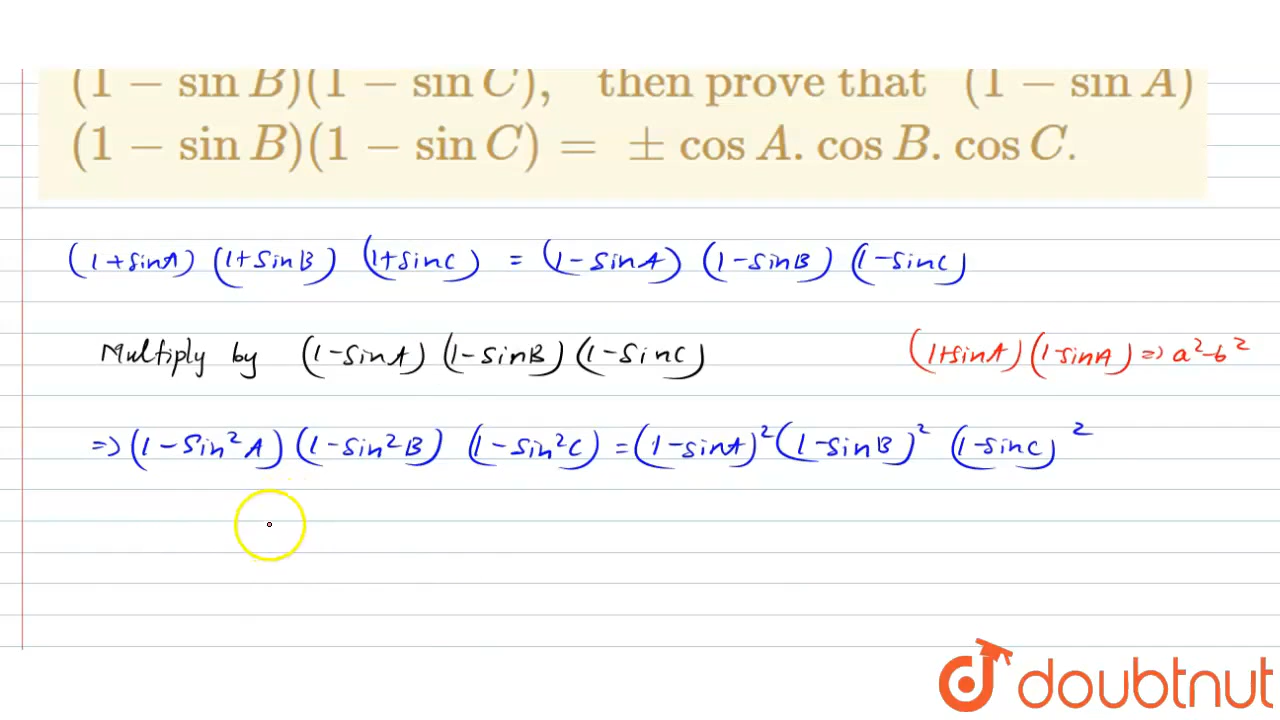 (1 − sin B)(1 − sin C), then prove that (1 − sin A)
(1 − sin B)(1 − sin C) = ± cos A. cos B. cos C.
(1+sinA) (1+sinB) (1+sinC) = (1-sinA) (1-sinB) (1-sinC)
Multiply by (1-sinA) (1-sinB) (1-sinC)
(1+sinA) (1-sinA) => a²-b²
=> (1-sin²A) (1-sin²B) (1-sin²C) = (1-sinA)² (1-sinB)² (1-sinC)²
doubtnut